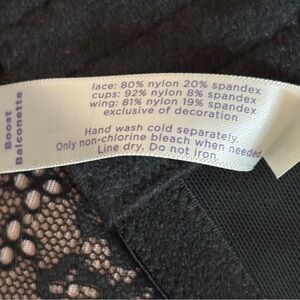 Boost
Balconette
lace: 80% nylon 20% spandex
cups: 92% nylon 8% spandex
wing: 81% nylon 19% spandex
exclusive of decoration
Hand wash cold separately.
Only non-chlorine bleach when needed
Line dry. Do not iron.